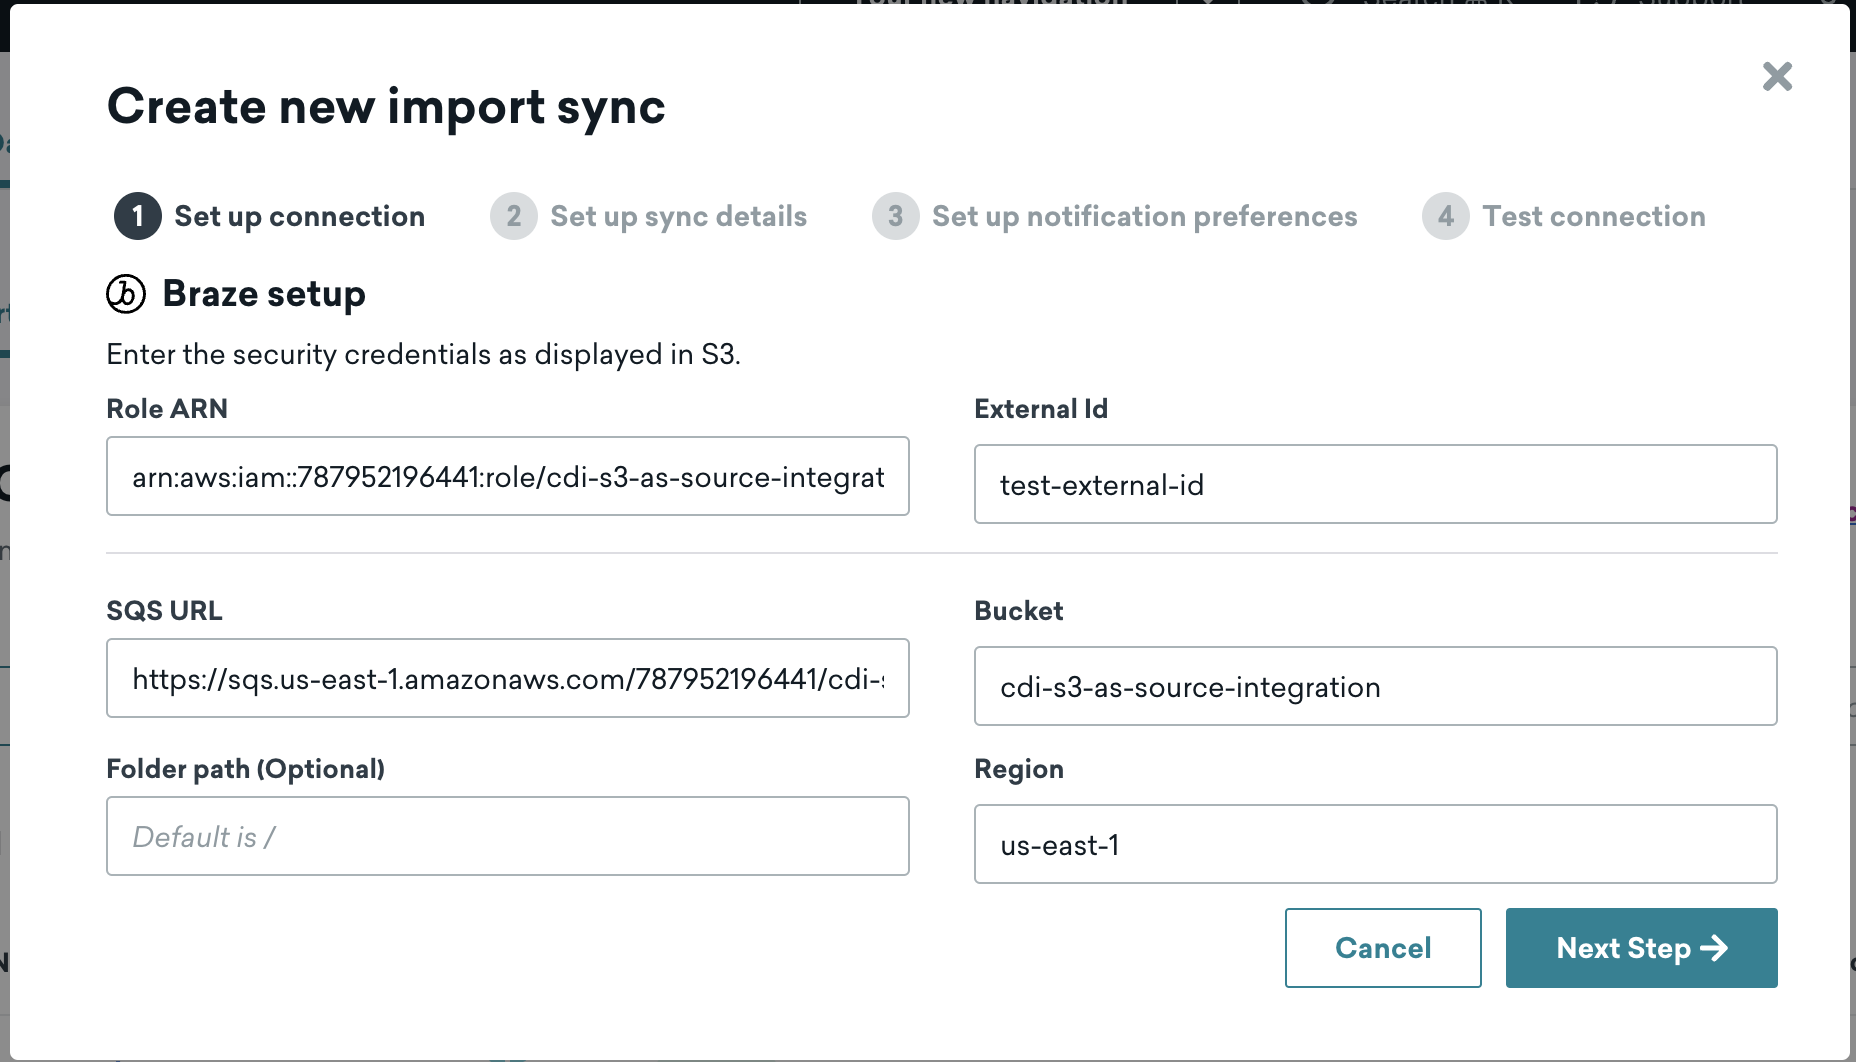 Create new import sync
1 Set up connection 2 Set up sync details 3 Set up notification preferences 4 Test connection
Braze setup
Enter the security credentials as displayed in S3.
Role ARN External Id
arn:aws:iam::787952196441:role/cdi-s3-as-source-integrat test-external-id
SQS URL Bucket
https://sqs.us-east-1.amazonaws.com/787952196441/cdi- cdi-s3-as-source-integration
Folder path (Optional) Region
Default is / us-east-1
Cancel Next Step